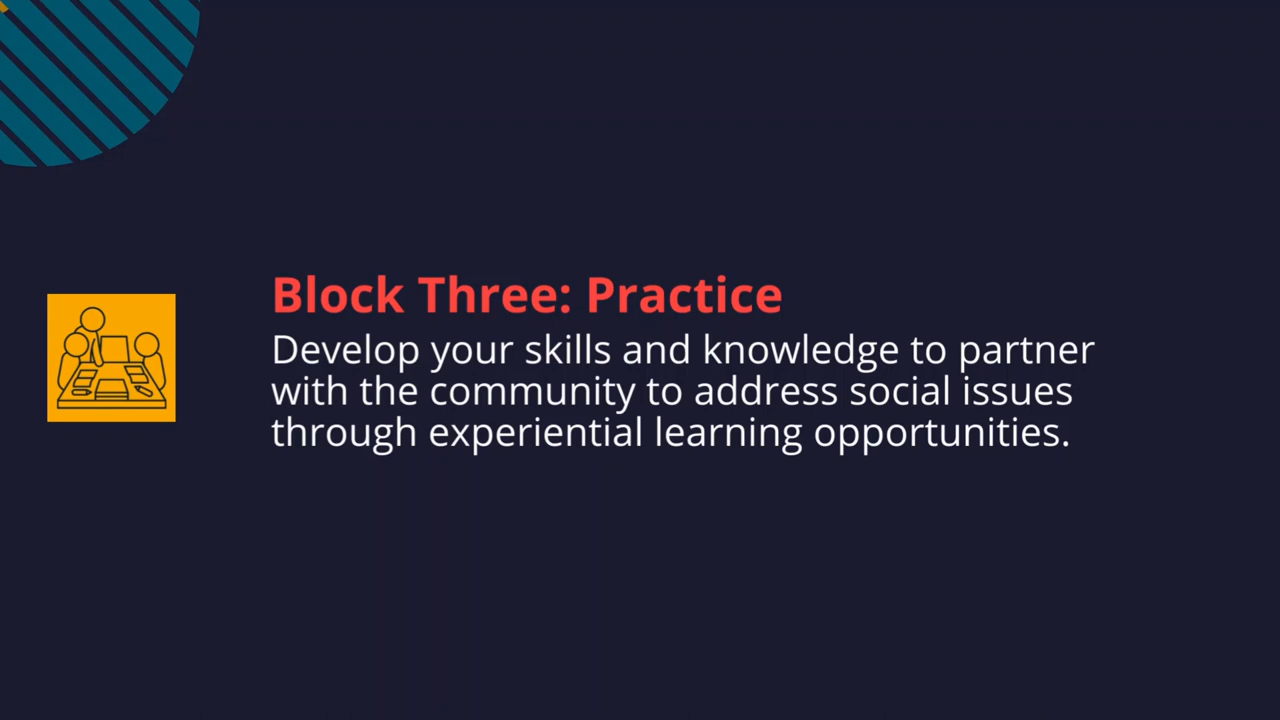 Block Three: Practice
Develop your skills and knowledge to partner
with the community to address social issues
through experiential learning opportunities.